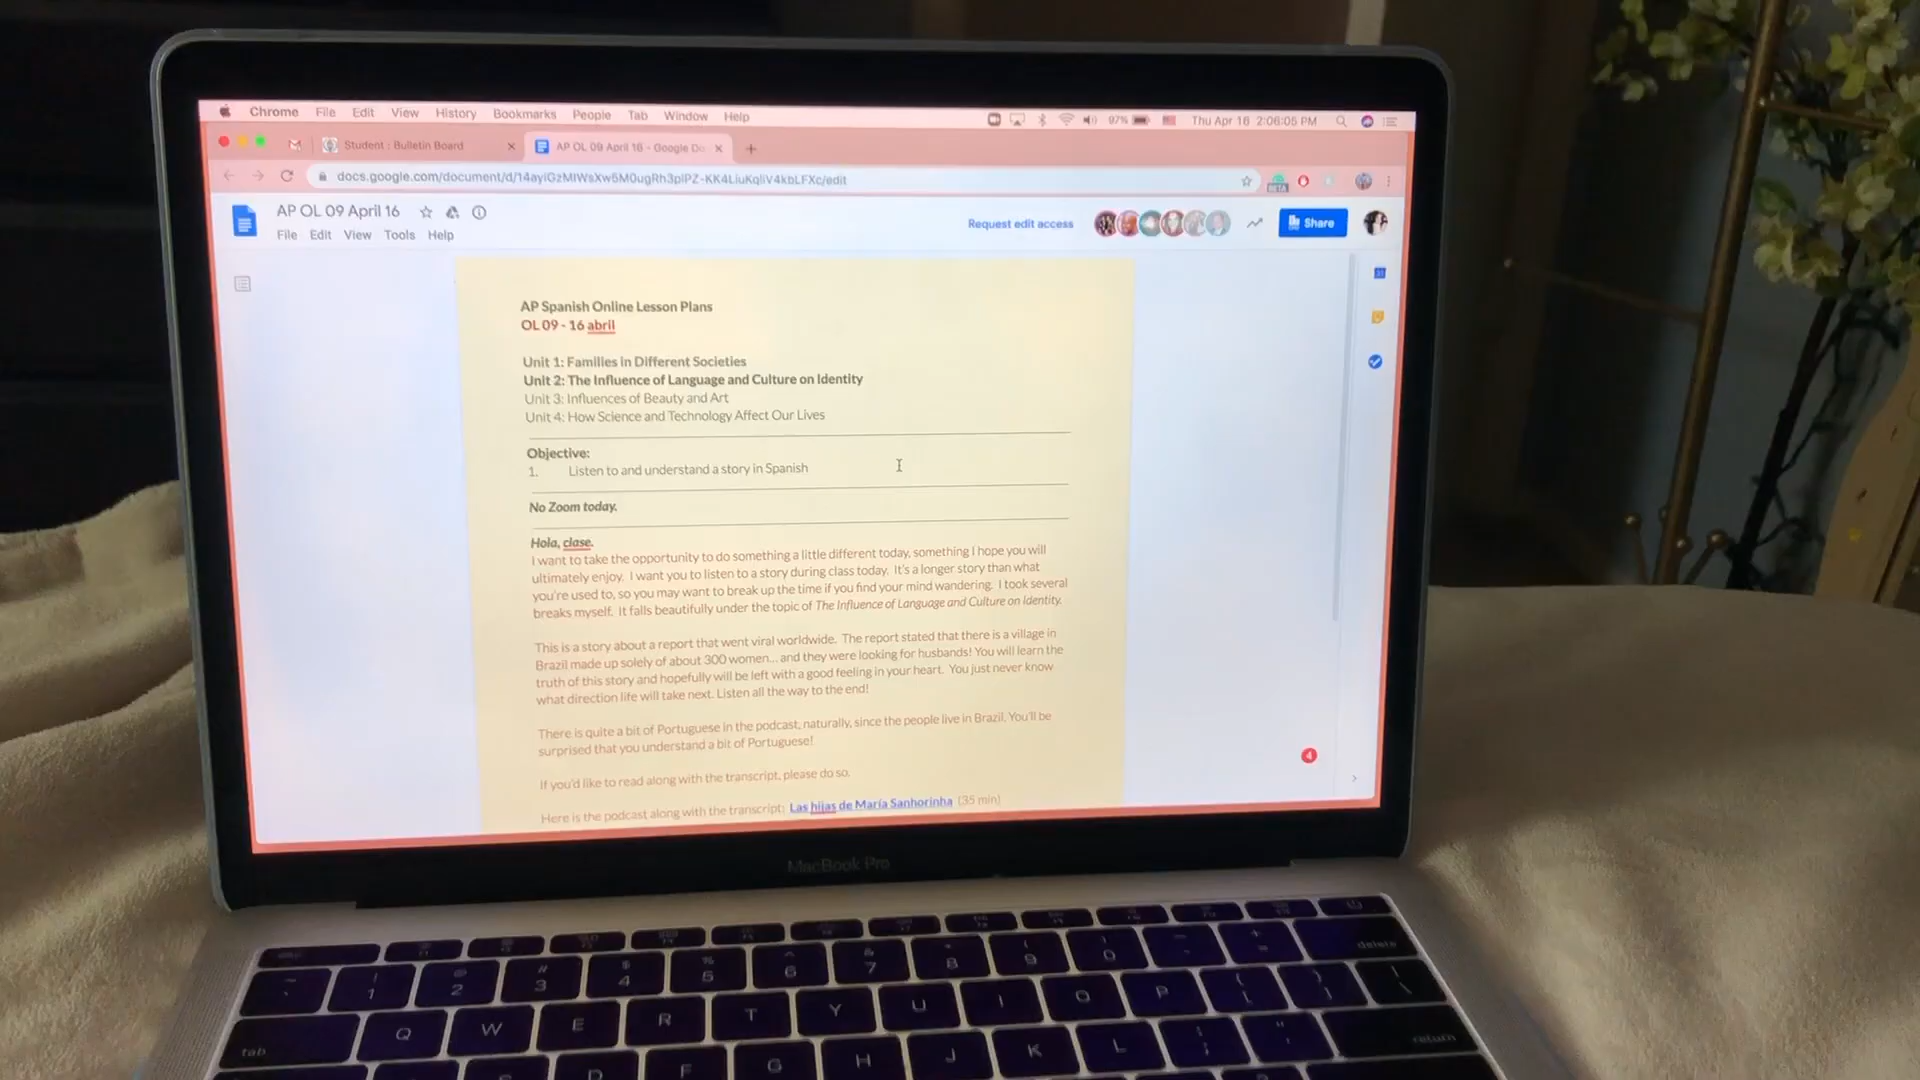 Chrome File Edit View History Bookmarks People Tab Window Help 97% Thu Apr 16 2:06:05 PM
Student : Bulletin Board AP OL 09 April 16 - Google Do
docs.google.com/document/d/
AP OL 09 April 16
Request edit access
Share
File Edit View Tools Help
AP Spanish Online Lesson Plans
OL 09 - 16 abril
Unit 1: Families in Different Societies
Unit 2: The Influence of Language and Culture on Identity
Unit 3: Influences of Beauty and Art
Unit 4: How Science and Technology Affect Our Lives
Objective:
1. Listen to and understand a story in Spanish
No Zoom today.
Hola, clase.
I want to take the opportunity to do something a little different today, something I hope you will
ultimately enjoy. I want you to listen to a story during class today. It's a longer story than what
you're used to, so you may want to break up the time if you find your mind wandering. I took several
breaks myself. It falls beautifully under the topic of The Influence of Language and Culture on Identity.
This is a story about a report that went viral worldwide. The report stated that there is a village in
Brazil made up solely of about 300 women... and they were looking for husbands! You will learn the
truth of this story and hopefully will be left with a good feeling in your heart. You just never know
what direction life will take next. Listen all the way to the end!
There is quite a bit of Portuguese in the podcast, naturally, since the people live in Brazil. You'll be
surprised that you understand a bit of Portuguese!
If you'd like to read along with the transcript, please do so.
Here is the podcast along with the transcript: Las hijas de María Sanhorinha (35 min)
4
MacBook Pro
! 1 @ 2 # 3 $ 4 % 5 ^ 6 & 7 * 8 ( 9 ) 0 - + = delete
tab Q W E R T Y U I O P { [ } ] \
D F G H J K L : ; " ' return